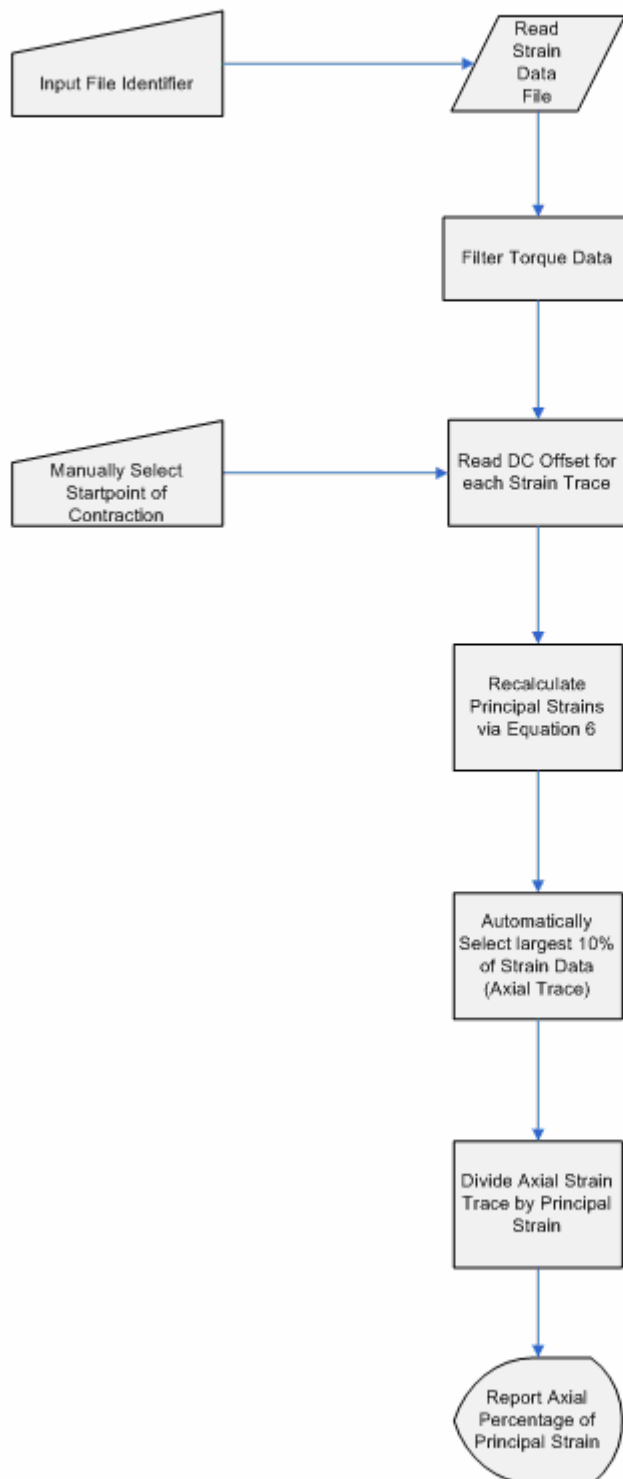 Input File Identifier
Read
Strain
Data
File
Filter Torque Data
Manually Select
Startpoint of
Contraction
Read DC Offset for
each Strain Trace
Recalculate
Principal Strains
via Equation 6
Automatically
Select largest 10%
of Strain Data
(Axial Trace)
Divide Axial Strain
Trace by Principal
Strain
Report Axial
Percentage of
Principal Strain